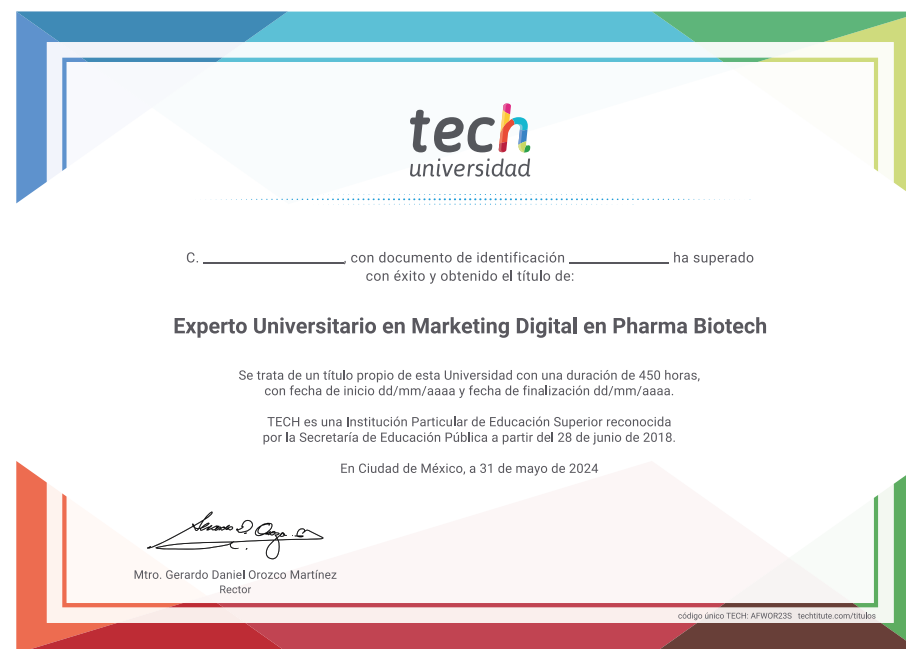 tech
universidad
C. ________________, con documento de identificación ____________ ha superado
con éxito y obtenido el título de:
Experto Universitario en Marketing Digital en Pharma Biotech
Se trata de un título propio de esta Universidad con una duración de 450 horas,
con fecha de inicio dd/mm/aaaa y fecha de finalización dd/mm/aaaa.
TECH es una Institución Particular de Educación Superior reconocida
por la Secretaría de Educación Pública a partir del 28 de junio de 2018.
En Ciudad de México, a 31 de mayo de 2024
Mtro. Gerardo Daniel Orozco Martínez
Rector
código único TECH: AFWOR23S techtitute.com/titulos